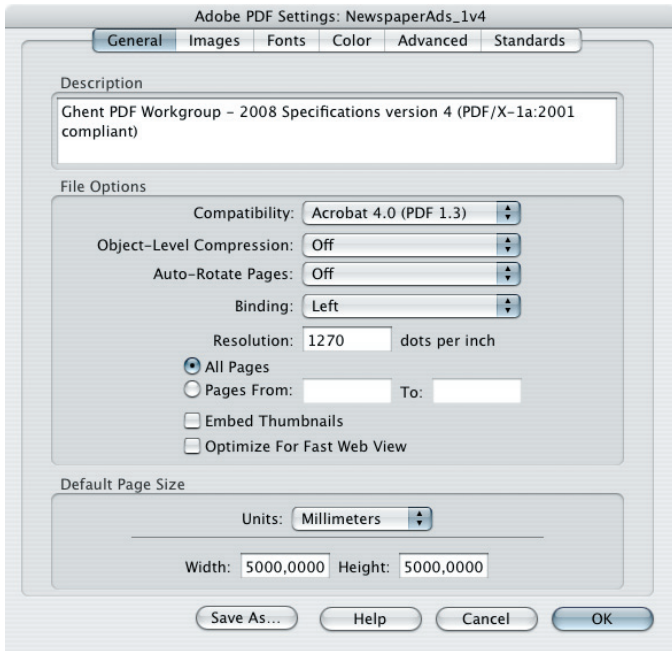 Adobe PDF Settings: NewspaperAds_1v4
General Images Fonts Color Advanced Standards
Description
Ghent PDF Workgroup – 2008 Specifications version 4 (PDF/X-1a:2001
compliant)
File Options
Compatibility: Acrobat 4.0 (PDF 1.3)
Object-Level Compression: Off
Auto-Rotate Pages: Off
Binding: Left
Resolution: 1270 dots per inch
All Pages
Pages From: To:
Embed Thumbnails
Optimize For Fast Web View
Default Page Size
Units: Millimeters
Width: 5000,0000 Height: 5000,0000
Save As... Help Cancel OK